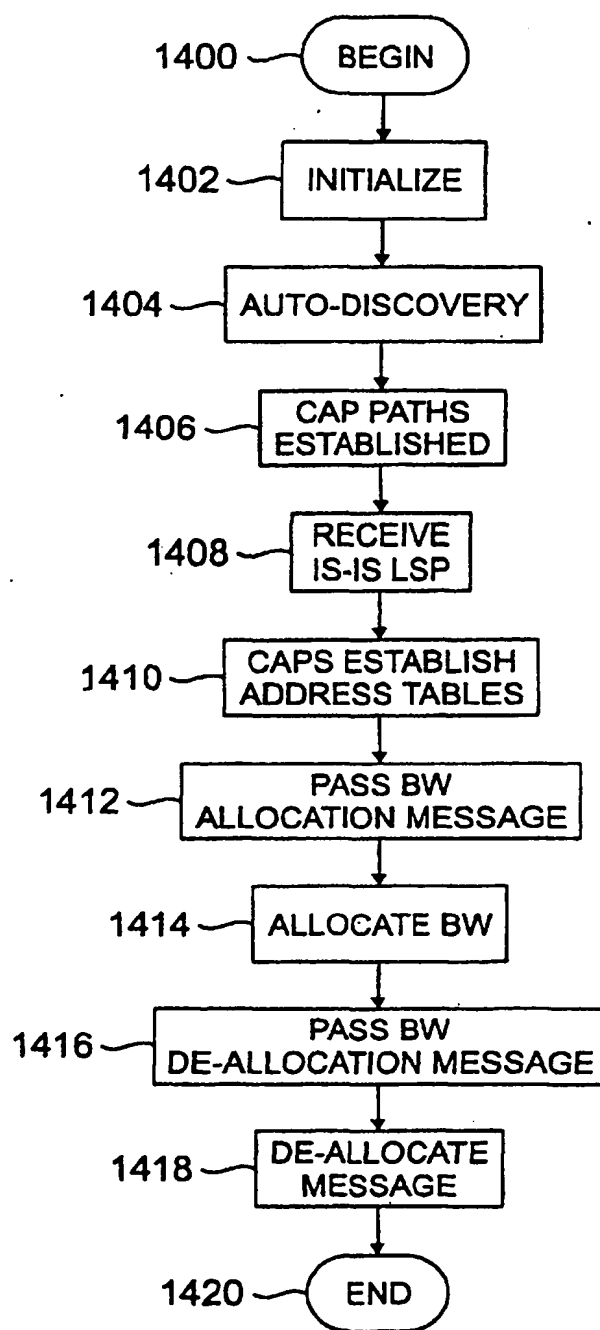 1400 BEGIN
1402 INITIALIZE
1404 AUTO-DISCOVERY
1406 CAP PATHS
ESTABLISHED
1408 RECEIVE
IS-IS LSP
1410 CAPS ESTABLISH
ADDRESS TABLES
1412 PASS BW
ALLOCATION MESSAGE
1414 ALLOCATE BW
1416 PASS BW
DE-ALLOCATION MESSAGE
1418 DE-ALLOCATE
MESSAGE
1420 END